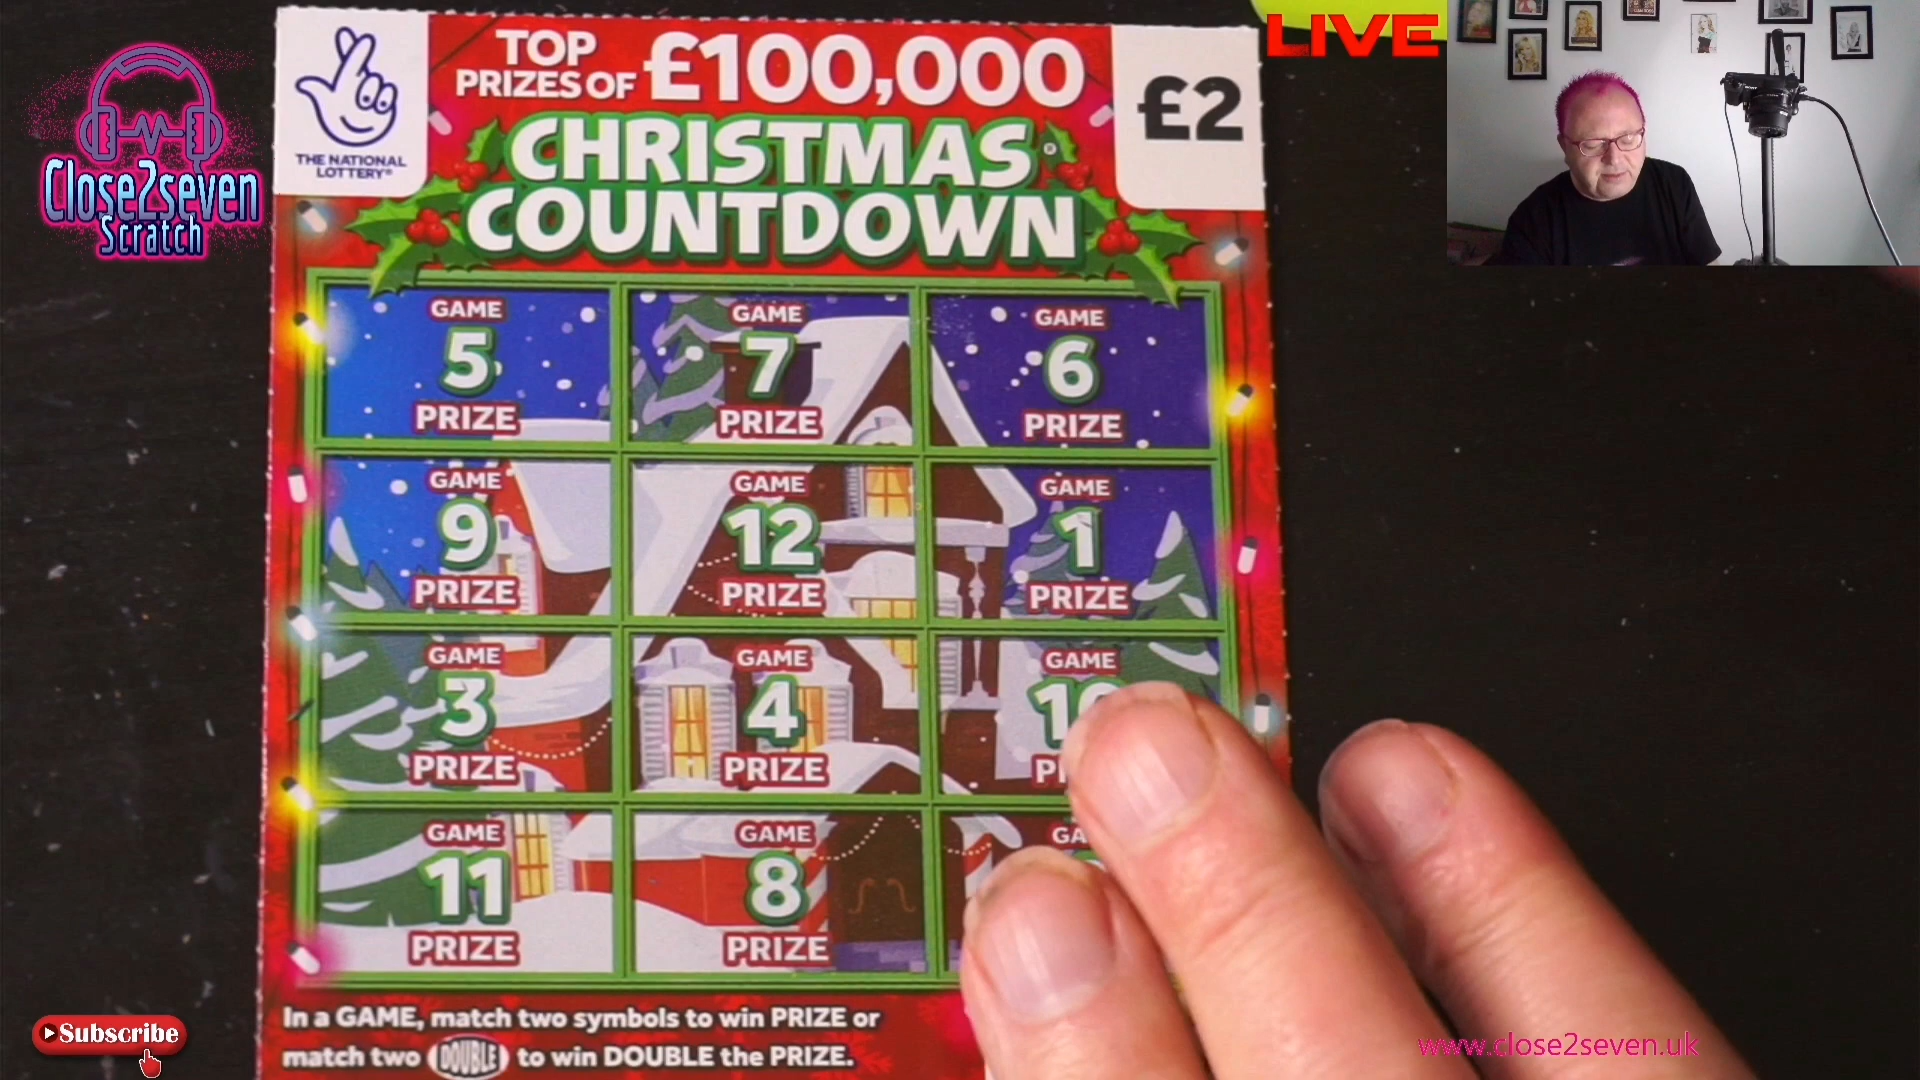 TOP
PRIZES OF £100,000
£2
LIVE
THE NATIONAL
LOTTERY®
CHRISTMAS
COUNTDOWN
Close2seven
Scratch
GAME
5
PRIZE
GAME
7
PRIZE
GAME
6
PRIZE
GAME
9
PRIZE
GAME
12
PRIZE
GAME
1
PRIZE
GAME
3
PRIZE
GAME
4
PRIZE
GAME
10
GAME
11
PRIZE
GAME
8
PRIZE
In a GAME, match two symbols to win PRIZE or
match two DOUBLE to win DOUBLE the PRIZE.
Subscribe
www.close2seven.uk